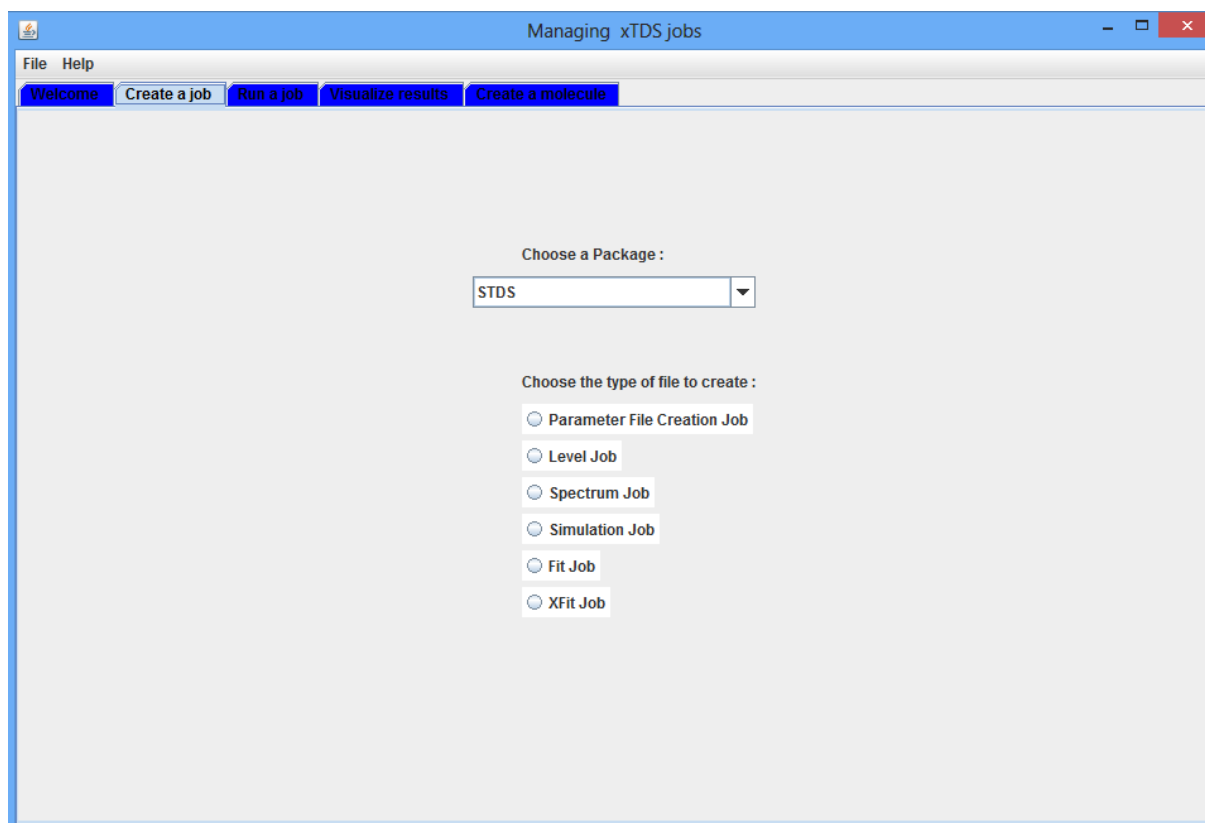 Managing xTDS jobs
File Help
Welcome Create a job Run a job Visualize results Create a molecule
Choose a Package :
STDS
Choose the type of file to create :
Parameter File Creation Job
Level Job
Spectrum Job
Simulation Job
Fit Job
XFit Job